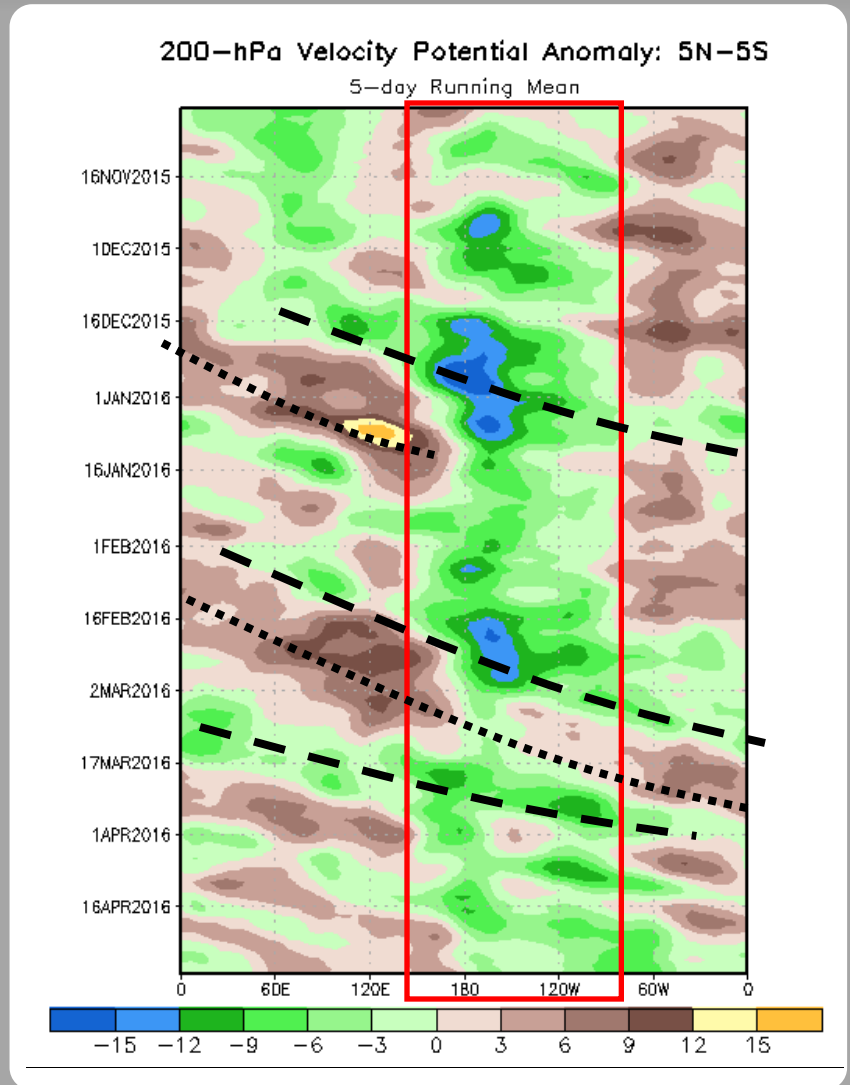 200-hPa Velocity Potential Anomaly: 5N-5S
5-day Running Mean
16NOV2015
1DEC2015
16DEC2015
1JAN2016
16JAN2016
1FEB2016
16FEB2016
2MAR2016
17MAR2016
1APR2016
16APR2016
0 60E 120E 180 120W 60W 0
-15 -12 -9 -6 -3 0 3 6 9 12 15